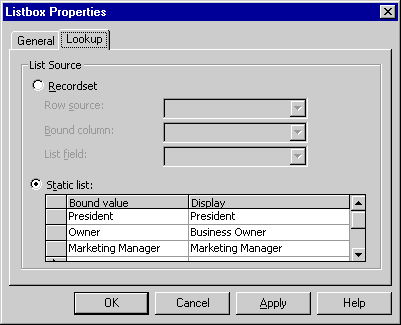 Listbox Properties
General Lookup
List Source
Recordset
Row source:
Bound column:
List field:
Static list:
Bound value Display
President President
Owner Business Owner
Marketing Manager Marketing Manager
OK Cancel Apply Help